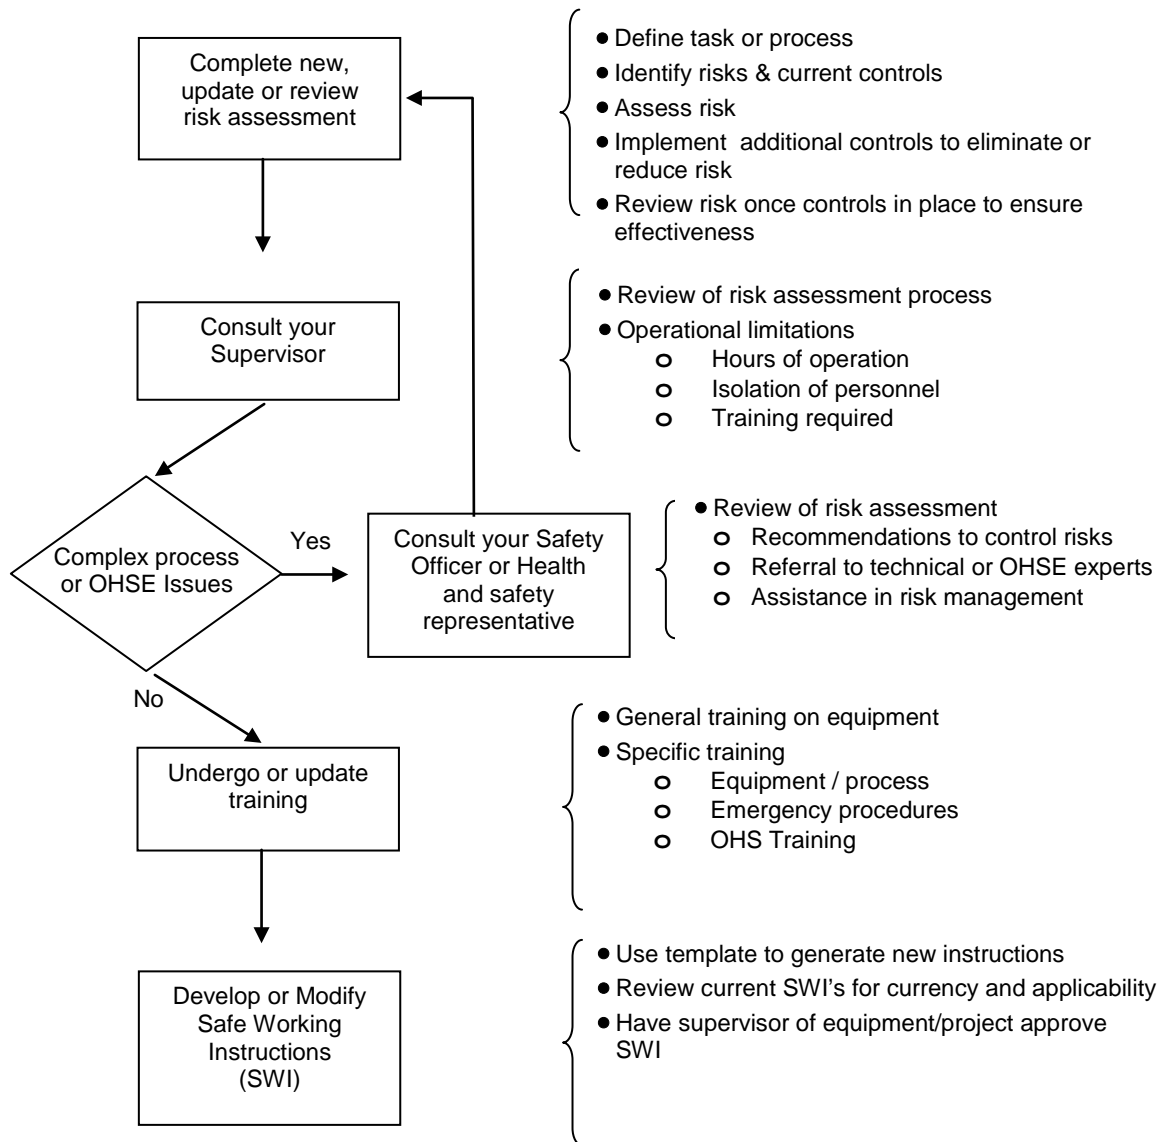 Complete new,
update or review
risk assessment
● Define task or process
● Identify risks & current controls
● Assess risk
● Implement additional controls to eliminate or
reduce risk
● Review risk once controls in place to ensure
effectiveness
Consult your
Supervisor
● Review of risk assessment process
● Operational limitations
o Hours of operation
o Isolation of personnel
o Training required
Complex process
or OHSE Issues
Yes
Consult your Safety
Officer or Health
and safety
representative
● Review of risk assessment
o Recommendations to control risks
o Referral to technical or OHSE experts
o Assistance in risk management
No
Undergo or update
training
● General training on equipment
● Specific training
o Equipment / process
o Emergency procedures
o OHS Training
Develop or Modify
Safe Working
Instructions
(SWI)
● Use template to generate new instructions
● Review current SWI's for currency and applicability
● Have supervisor of equipment/project approve
SWI